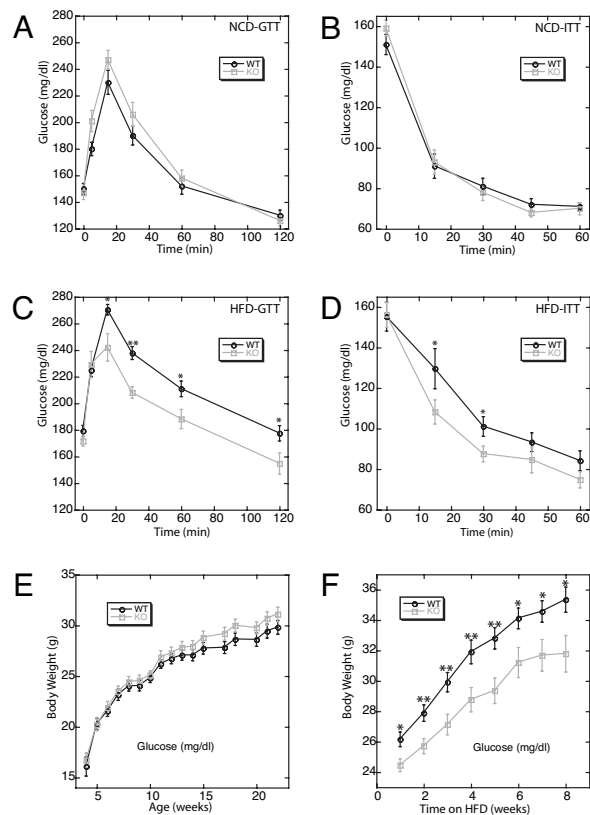 A
NCD-GTT
280
260
240
220
200
180
160
140
120
Glucose (mg/dl)
WT
KO
0 20 40 60 80 100 120
Time (min)
B
NCD-ITT
160
140
120
100
80
60
Glucose (mg/dl)
WT
KO
0 10 20 30 40 50 60
Time (min)
C
HFD-GTT
280
260
240
220
200
180
160
140
120
Glucose (mg/dl)
WT
KO
*
**
*
*
0 20 40 60 80 100 120
Time (min)
D
HFD-ITT
160
140
120
100
80
60
Glucose (mg/dl)
WT
KO
*
*
0 10 20 30 40 50 60
Time (min)
E
35
30
25
20
15
Body Weight (g)
WT
KO
Glucose (mg/dl)
5 10 15 20
Age (weeks)
F
36
34
32
30
28
26
24
Body Weight (g)
WT
KO
* ** ** ** ** * * *
Glucose (mg/dl)
0 2 4 6 8
Time on HFD (weeks)